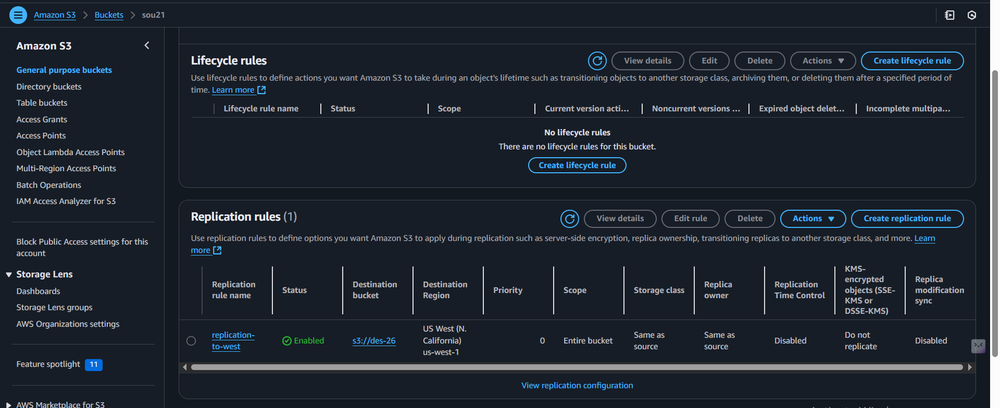 Amazon S3 > Buckets > sou21
Amazon S3
General purpose buckets
Directory buckets
Table buckets
Access Grants
Access Points
Object Lambda Access Points
Multi-Region Access Points
Batch Operations
IAM Access Analyzer for S3
Block Public Access settings for this
account
Storage Lens
Dashboards
Storage Lens groups
AWS Organizations settings
Feature spotlight 11
AWS Marketplace for S3
Lifecycle rules
View details
Edit
Delete
Actions
Create lifecycle rule
Use lifecycle rules to define actions you want Amazon S3 to take during an object's lifetime such as transitioning objects to another storage class, archiving them, or deleting them after a specified period of
time. Learn more
Lifecycle rule name
Status
Scope
Current version acti...
Noncurrent versions ...
Expired object delet...
Incomplete multipa...
No lifecycle rules
There are no lifecycle rules for this bucket.
Create lifecycle rule
Replication rules (1)
View details
Edit rule
Delete
Actions
Create replication rule
Use replication rules to define options you want Amazon S3 to apply during replication such as server-side encryption, replica ownership, transitioning replicas to another storage class, and more. Learn
more
Replication
rule name
Status
Destination
bucket
Destination
Region
Priority
Scope
Storage class
Replica
owner
Replication
Time Control
KMS-
encrypted
objects (SSE-
KMS or
DSSE-KMS)
Replica
modification
sync
replication-
to-west
Enabled
s3://des-26
US West (N.
California)
us-west-1
0
Entire bucket
Same as
source
Same as
source
Disabled
Do not
replicate
Disabled
View replication configuration